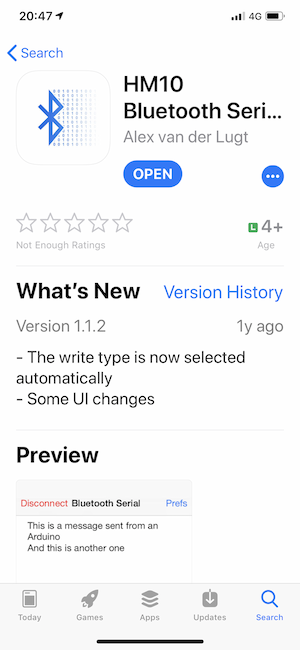 20:47
4G
Search
HM10
Bluetooth Seri...
Alex van der Lugt
OPEN
Not Enough Ratings
L 4+
Age
What's New
Version History
Version 1.1.2
1y ago
- The write type is now selected
automatically
- Some UI changes
Preview
Disconnect Bluetooth Serial Prefs
This is a message sent from an
Arduino
And this is another one
Today Games Apps Updates Search